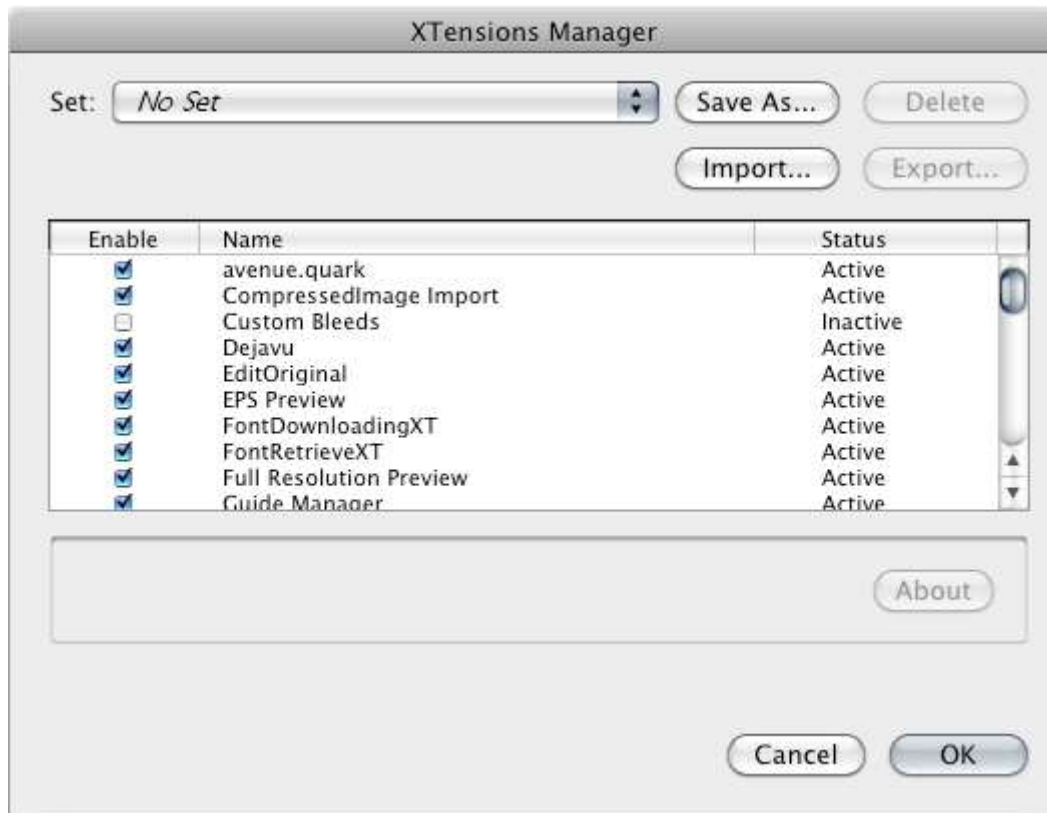 XTensions Manager
Set: No Set Save As... Delete
Import... Export...
Enable Name Status
avenue.quark Active
CompressedImage Import Active
Custom Bleeds Inactive
Dejavu Active
EditOriginal Active
EPS Preview Active
FontDownloadingXT Active
FontRetrieveXT Active
Full Resolution Preview Active
Guide Manager Active
About
Cancel OK